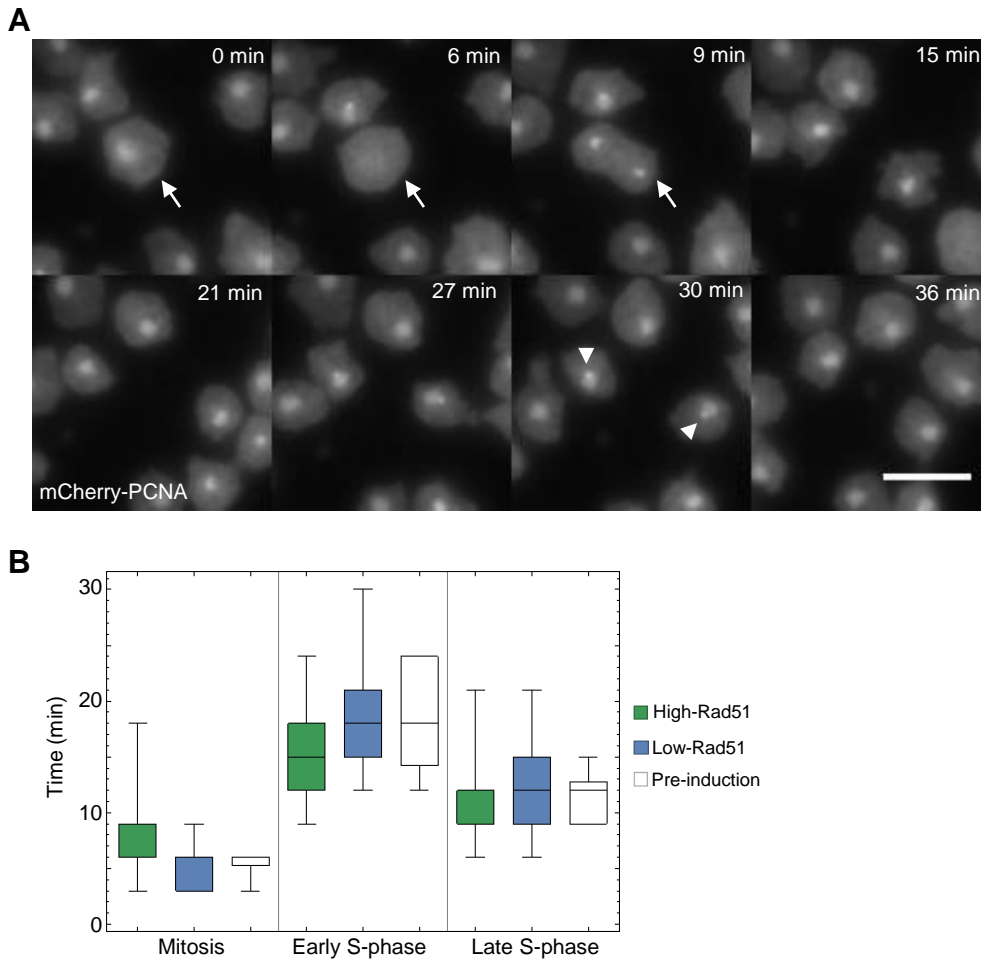 A
0 min
6 min
9 min
15 min
21 min
27 min
30 min
36 min
mCherry-PCNA
B
30
20
10
0
Time (min)
Mitosis
Early S-phase
Late S-phase
High-Rad51
Low-Rad51
Pre-induction